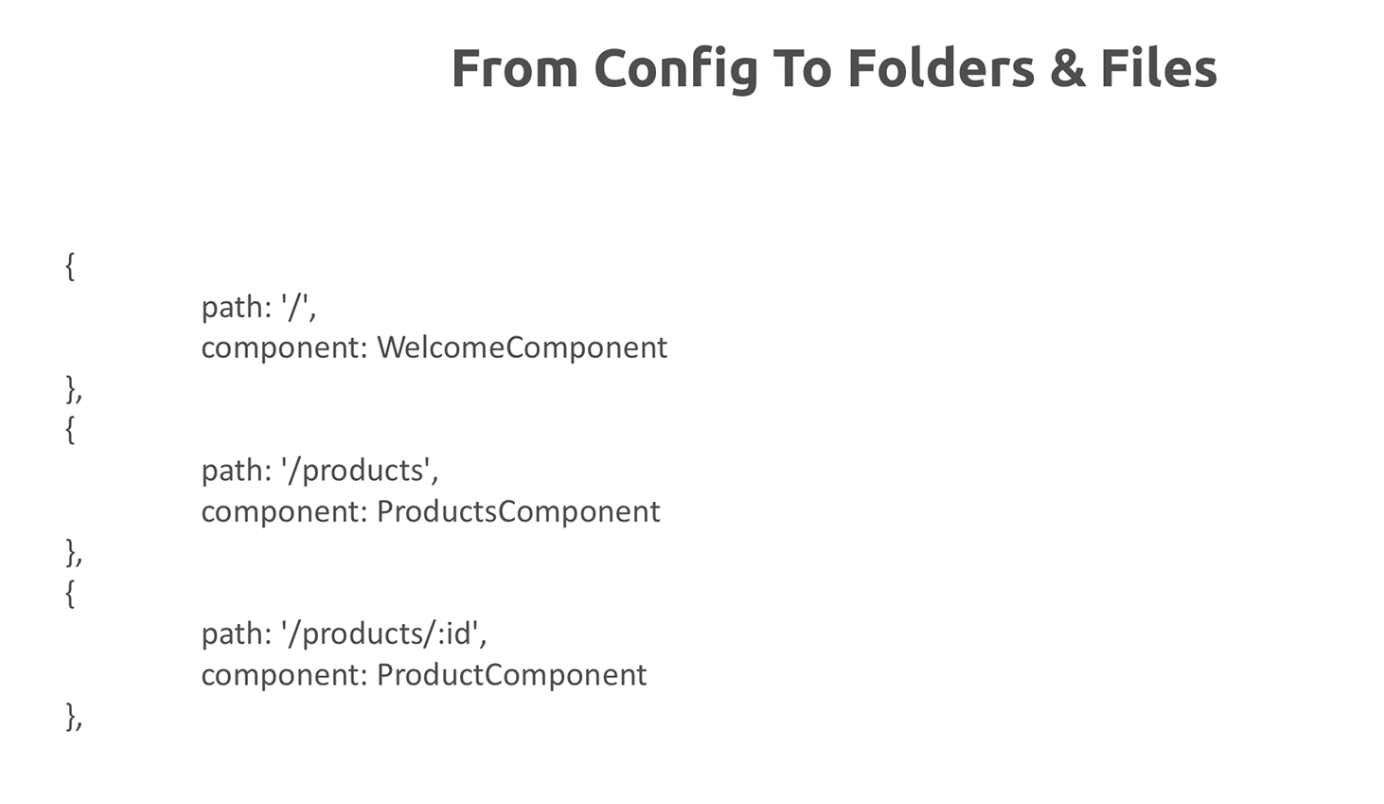 From Config To Folders & Files
{
path: '/',
component: WelcomeComponent
},
{
path: '/products',
component: ProductsComponent
},
{
path: '/products/:id',
component: ProductComponent
},